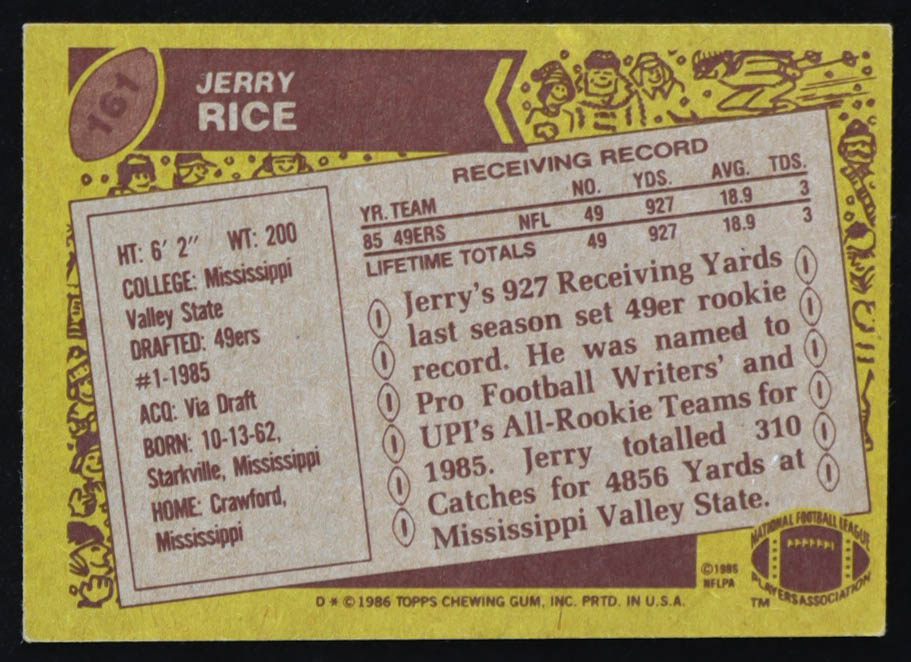 161
JERRY
RICE
HT: 6' 2" WT: 200
COLLEGE: Mississippi
Valley State
DRAFTED: 49ers
#1-1985
ACQ: Via Draft
BORN: 10-13-62,
Starkville, Mississippi
HOME: Crawford,
Mississippi
RECEIVING RECORD
YR. TEAM NO. YDS. AVG. TDS.
85 49ERS NFL 49 927 18.9 3
LIFETIME TOTALS 49 927 18.9 3
Jerry's 927 Receiving Yards
last season set 49er rookie
record. He was named to
Pro Football Writers' and
UPI's All-Rookie Teams for
1985. Jerry totalled 310
Catches for 4856 Yards at
Mississippi Valley State.
©1985
NFLPA
NATIONAL FOOTBALL LEAGUE
PLAYERS ASSOCIATION
TM
D * © 1986 TOPPS CHEWING GUM, INC. PRTD. IN U.S.A.